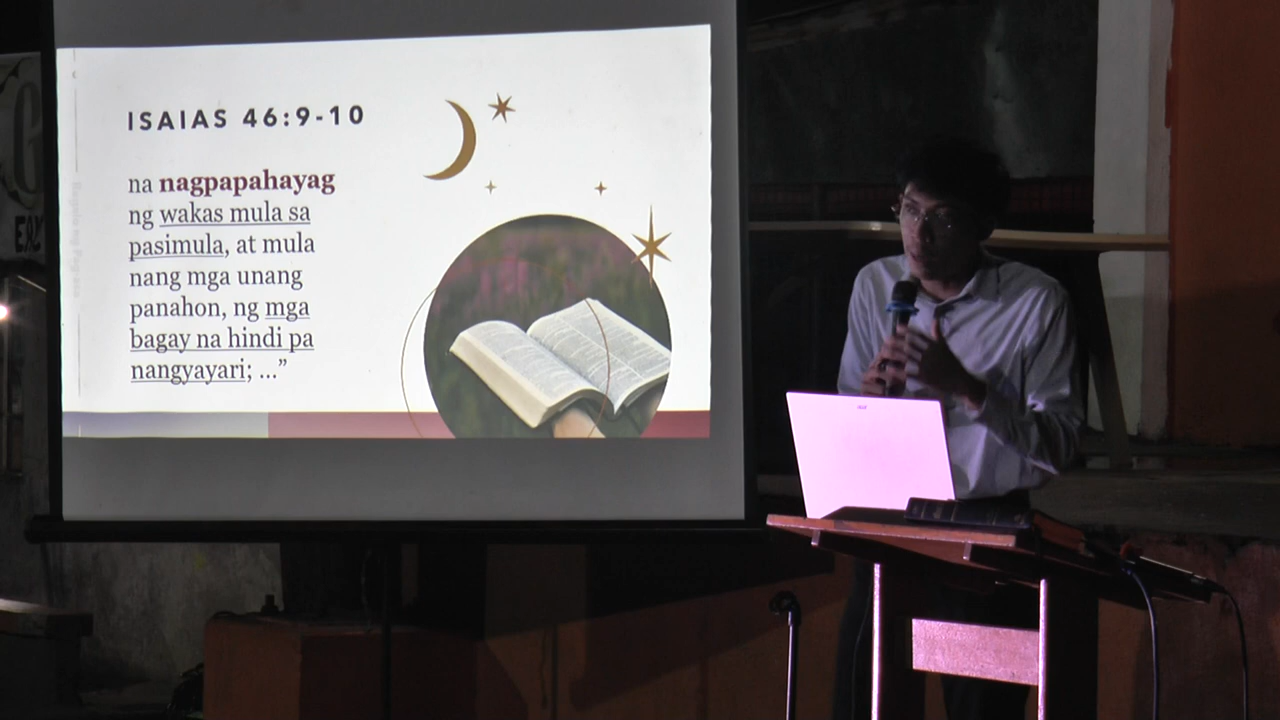 ISAIAS 46:9-10
na nagpapahayag
ng wakas mula sa
pasimula, at mula
nang mga unang
panahon, ng mga
bagay na hindi pa
nangyayari; ...”
acer